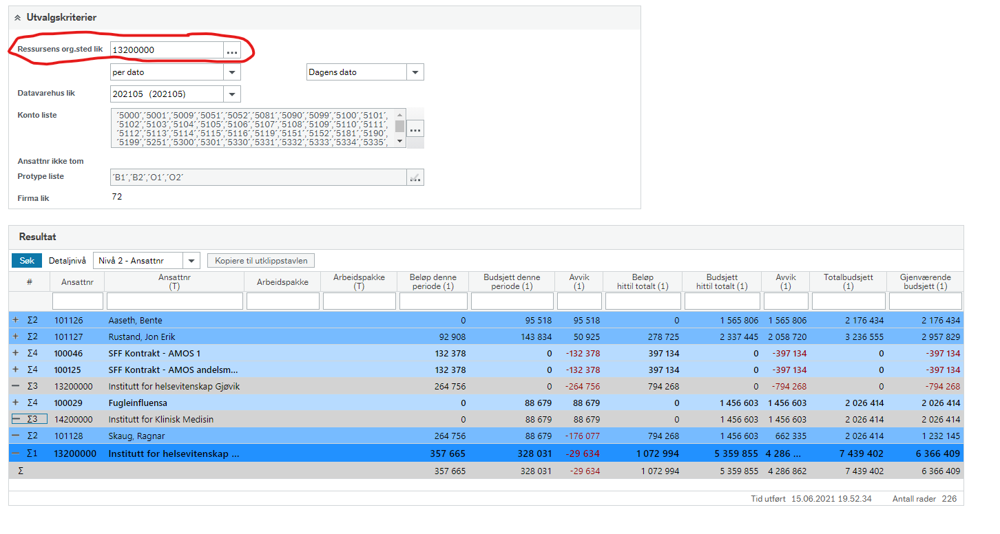 Utvalgskriterier
Ressursens org.sted lik 13200000 ...
per dato Dagens dato
Datavarehus lik 202105 (202105)
Konto liste ´5000´,´5001´,´5009´,´5051´,´5052´,´5081´,´5090´,´5099´,´5100´,´5101´,
´5102´,´5103´,´5104´,´5105´,´5106´,´5107´,´5108´,´5109´,´5110´,´5111´,
´5112´,´5113´,´5114´,´5115´,´5116´,´5119´,´5151´,´5152´,´5181´,´5190´, ...
´5199´,´5251´,´5300´,´5301´,´5330´,´5331´,´5332´,´5333´,´5334´,´5335´,
Ansattnr ikke tom
Protype liste ´B1´,´B2´,´O1´,´O2´ ...
Firma lik 72
Resultat
Søk Detaljnivå Nivå 2 - Ansattnr Kopiere til utklippstavlen
# Ansattnr Ansattnr (T) Arbeidspakke Arbeidspakke (T) Beløp denne periode (1) Budsjett denne periode (1) Avvik (1) Beløp hittil totalt (1) Budsjett hittil totalt (1) Avvik (1) Totalbudsjett (1) Gjenværende budsjett (1)
+ Σ2 101126 Aaseth, Bente 0 95 518 95 518 0 1 565 806 1 565 806 2 176 434 2 176 434
+ Σ2 101127 Rustand, Jon Erik 92 908 143 834 50 925 278 725 2 337 445 2 058 720 3 236 555 2 957 829
+ Σ4 100046 SFF Kontrakt - AMOS 1 132 378 0 -132 378 397 134 0 -397 134 0 -397 134
+ Σ4 100125 SFF Kontrakt - AMOS andelsm... 132 378 0 -132 378 397 134 0 -397 134 0 -397 134
— Σ3 13200000 Institutt for helsevitenskap Gjøvik 264 756 0 -264 756 794 268 0 -794 268 0 -794 268
+ Σ4 100029 Fugleinfluensa 0 88 679 88 679 0 1 456 603 1 456 603 2 026 414 2 026 414
— Σ3 14200000 Institutt for Klinisk Medisin 0 88 679 88 679 0 1 456 603 1 456 603 2 026 414 2 026 414
— Σ2 101128 Skaug, Ragnar 264 756 88 679 -176 077 794 268 1 456 603 662 335 2 026 414 1 232 145
— Σ1 13200000 Institutt for helsevitenskap ... 357 665 328 031 -29 634 1 072 994 5 359 855 4 286 ... 7 439 402 6 366 409
Σ 357 665 328 031 -29 634 1 072 994 5 359 855 4 286 862 7 439 402 6 366 409
Tid utført 15.06.2021 19.52.34 Antall rader 226